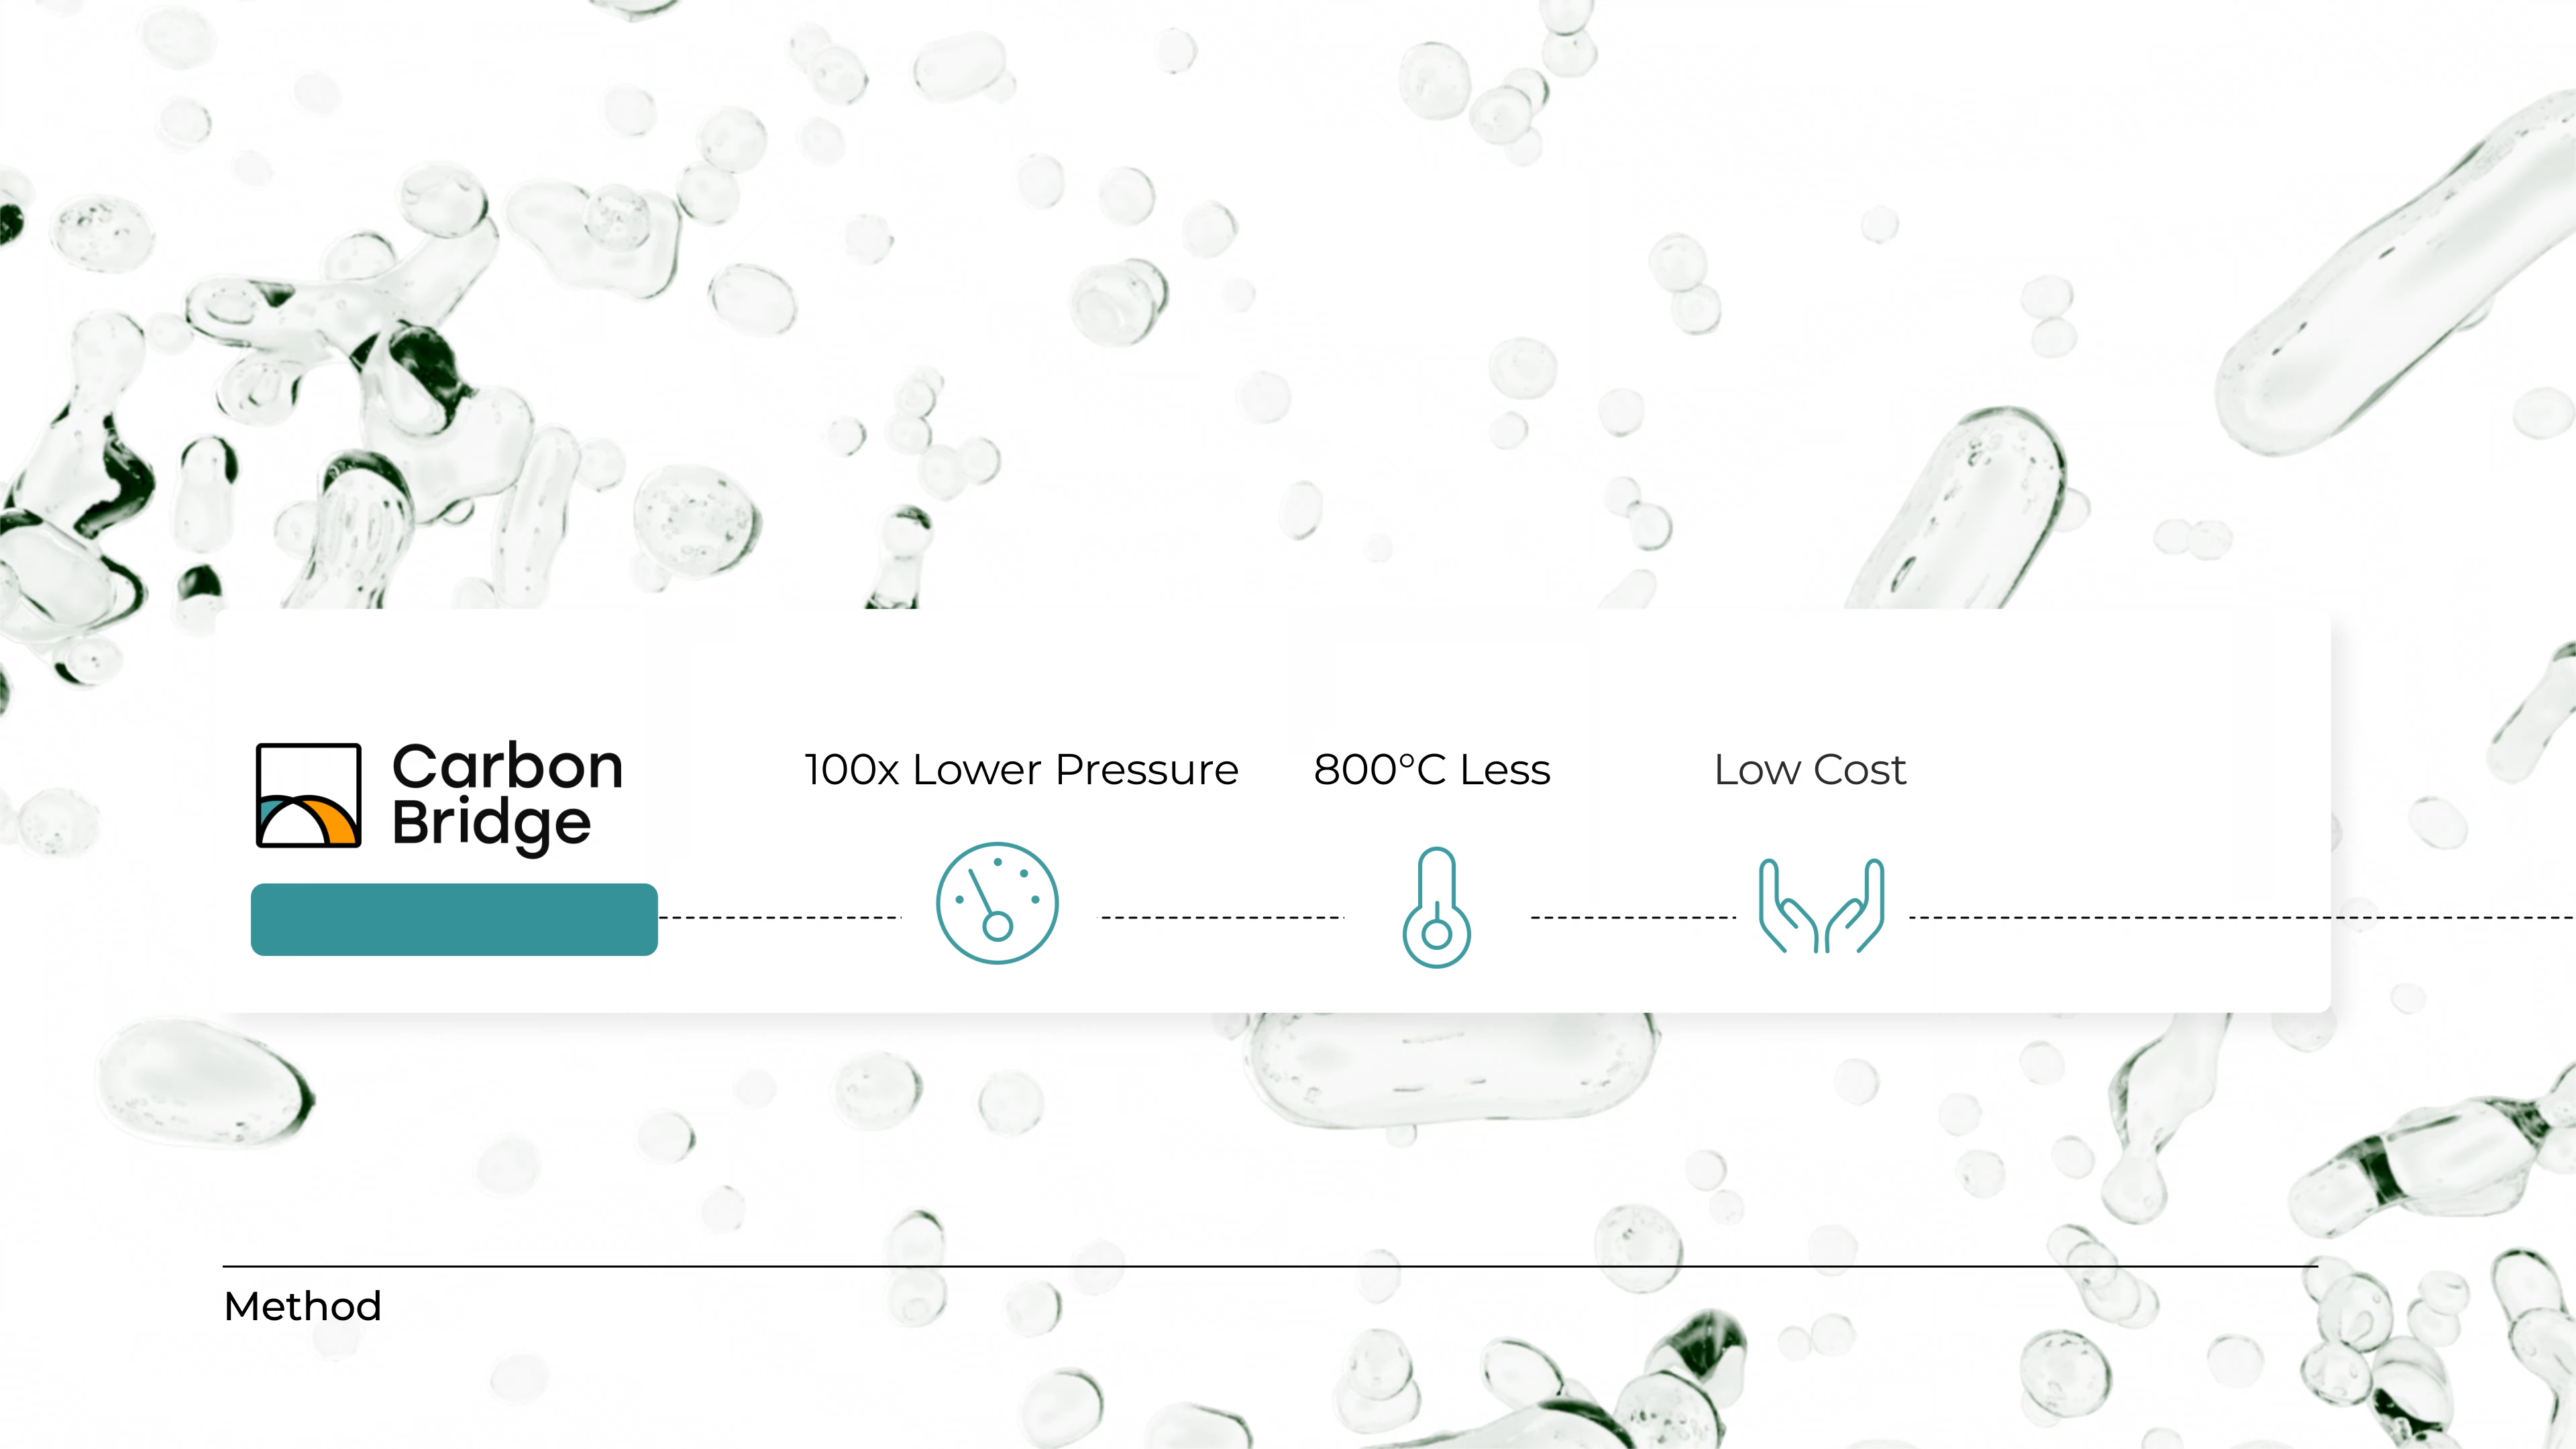 Carbon
Bridge
100x Lower Pressure
800°C Less
Low Cost
Method